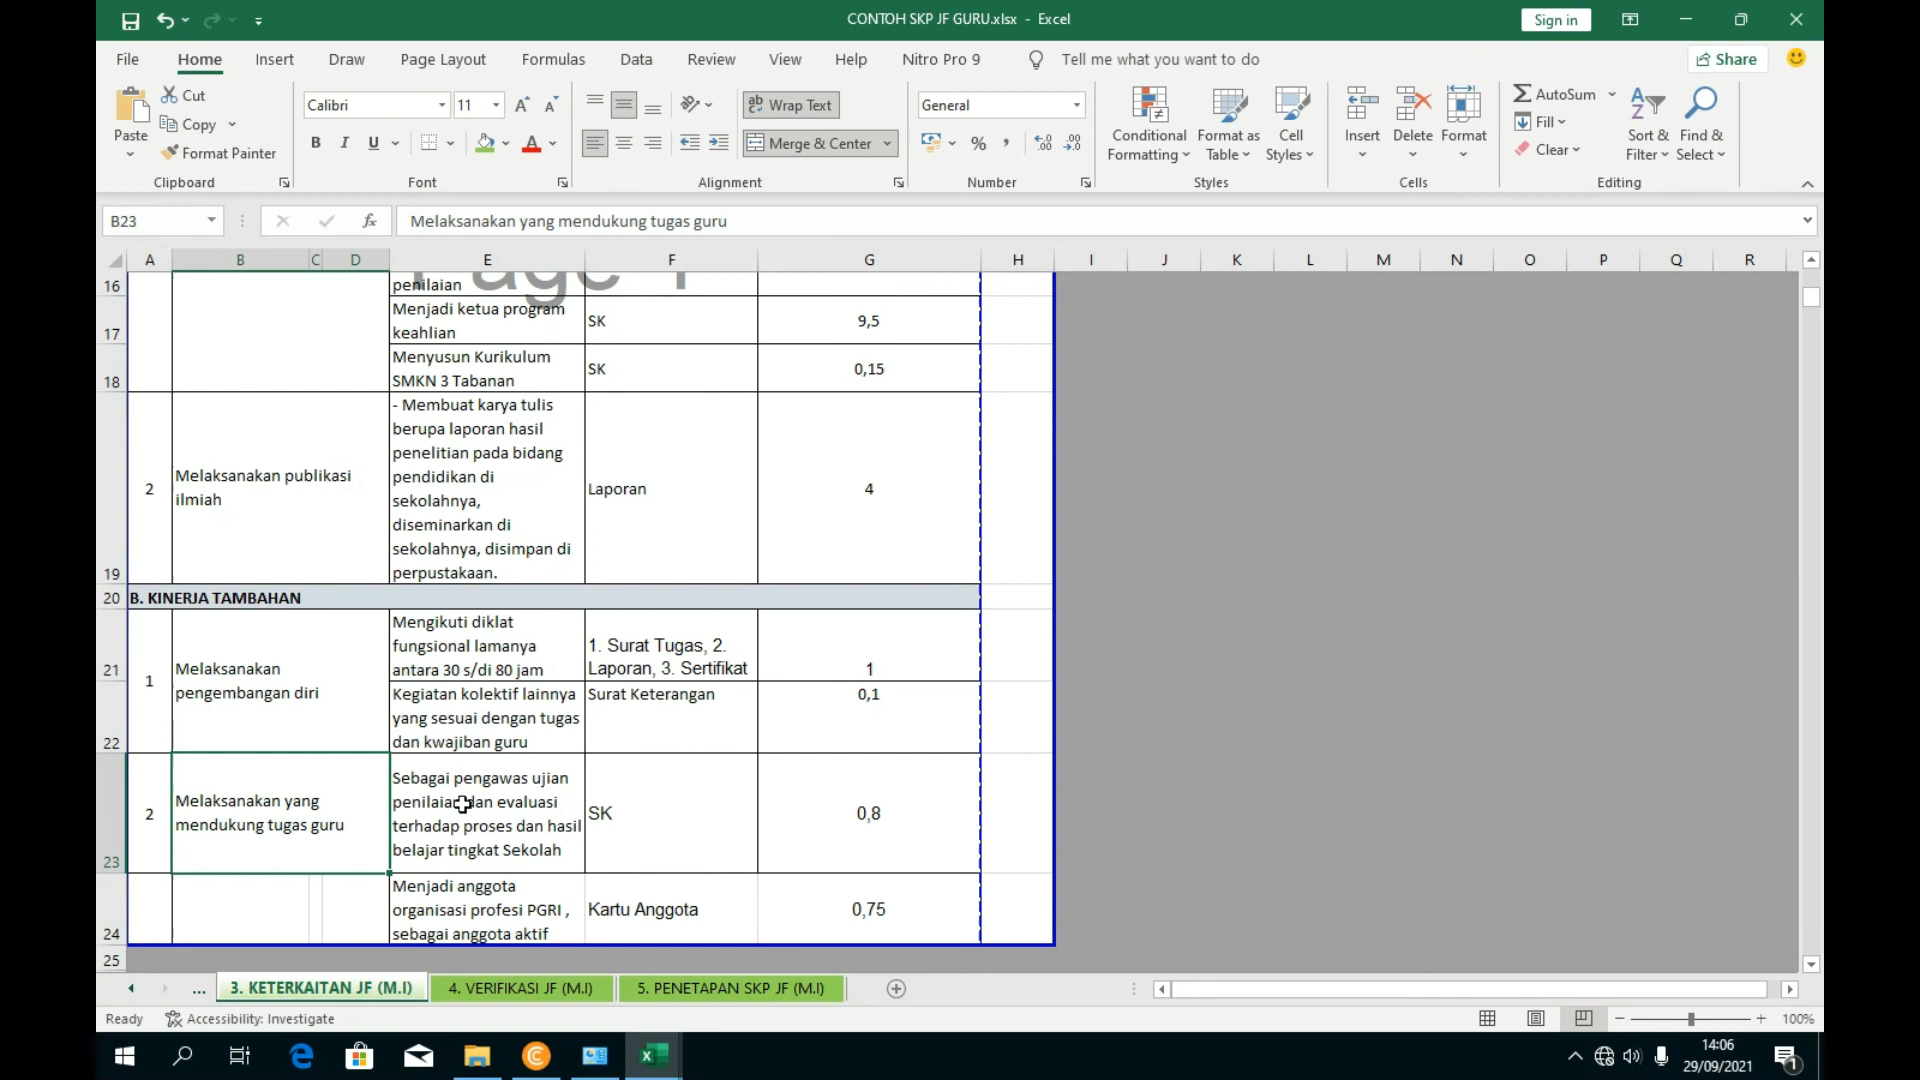 CONTOH SKP JF GURU.xlsx - Excel
Sign in
File Home Insert Draw Page Layout Formulas Data Review View Help Nitro Pro 9 Tell me what you want to do Share
Paste Cut Copy Format Painter Clipboard
Calibri 11 B I U A Font
Wrap Text Merge & Center Alignment
General % Number
Conditional Formatting Format as Table Cell Styles Styles
Insert Delete Format Cells
AutoSum Fill Clear Sort & Filter Find & Select Editing
B23 fx Melaksanakan yang mendukung tugas guru
A B C D E F G H I J K L M N O P Q R
Page 1
16 penilaian
17 Menjadi ketua program
keahlian SK 9,5
18 Menyusun Kurikulum
SMKN 3 Tabanan SK 0,15
19 2 Melaksanakan publikasi
ilmiah
- Membuat karya tulis
berupa laporan hasil
penelitian pada bidang
pendidikan di
sekolahnya,
diseminarkan di
sekolahnya, disimpan di
perpustakaan.
Laporan 4
20 B. KINERJA TAMBAHAN
21 1 Melaksanakan
pengembangan diri
Mengikuti diklat
fungsional lamanya
antara 30 s/di 80 jam
1. Surat Tugas, 2.
Laporan, 3. Sertifikat
1
22 Kegiatan kolektif lainnya
yang sesuai dengan tugas
dan kwajiban guru
Surat Keterangan 0,1
23 2 Melaksanakan yang
mendukung tugas guru
Sebagai pengawas ujian
penilaian dan evaluasi
terhadap proses dan hasil
belajar tingkat Sekolah
SK 0,8
24 Menjadi anggota
organisasi profesi PGRI ,
sebagai anggota aktif
Kartu Anggota 0,75
25
... 3. KETERKAITAN JF (M.I) 4. VERIFIKASI JF (M.I) 5. PENETAPAN SKP JF (M.I)
Ready Accessibility: Investigate 100%
14:06
29/09/2021
1